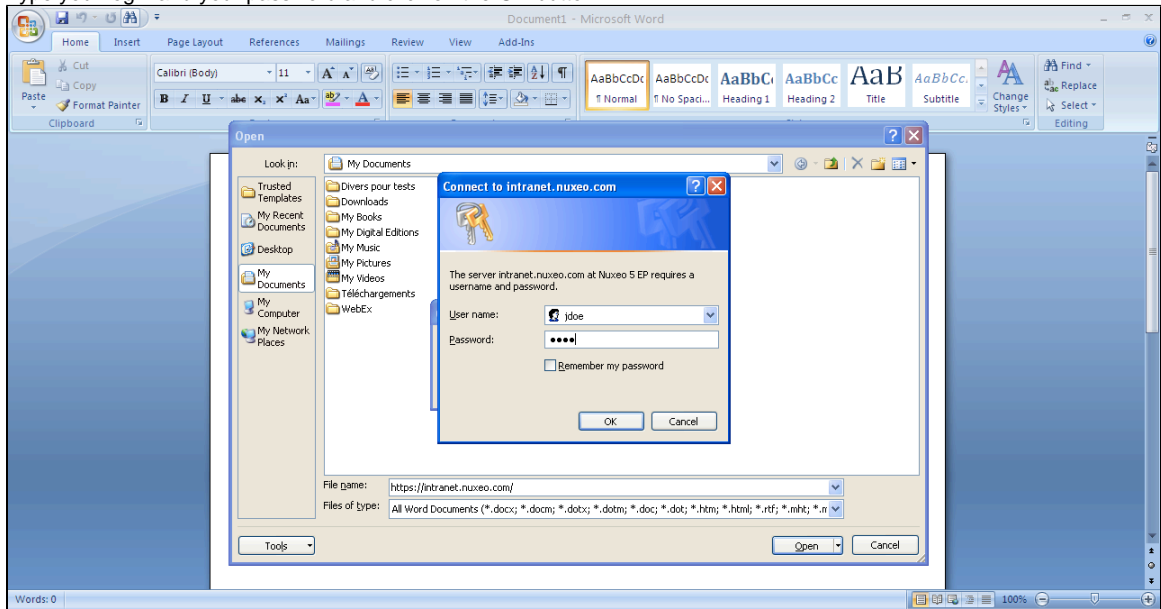 Document1 - Microsoft Word
Home Insert Page Layout References Mailings Review View Add-Ins
Paste
Cut
Copy
Format Painter
Clipboard
Calibri (Body) 11
B I U abc X₂ X² Aa
AaBbCcDc AaBbCcDc AaBbC AaBbCc AaB AaBbCc.
¶ Normal ¶ No Spaci... Heading 1 Heading 2 Title Subtitle
Change Styles
Find
Replace
Select
Editing
Open
Look in: My Documents
Trusted Templates
My Recent Documents
Desktop
My Documents
My Computer
My Network Places
Divers pour tests
Downloads
My Books
My Digital Editions
My Music
My Pictures
My Videos
Téléchargements
WebEx
Connect to intranet.nuxeo.com
The server intranet.nuxeo.com at Nuxeo 5 EP requires a
username and password.
User name: jdoe
Password: ••••
Remember my password
OK Cancel
File name: https://intranet.nuxeo.com/
Files of type: All Word Documents (*.docx; *.docm; *.dotx; *.dotm; *.doc; *.dot; *.htm; *.html; *.rtf; *.mht; *.m
Tools Open Cancel
Words: 0 100%